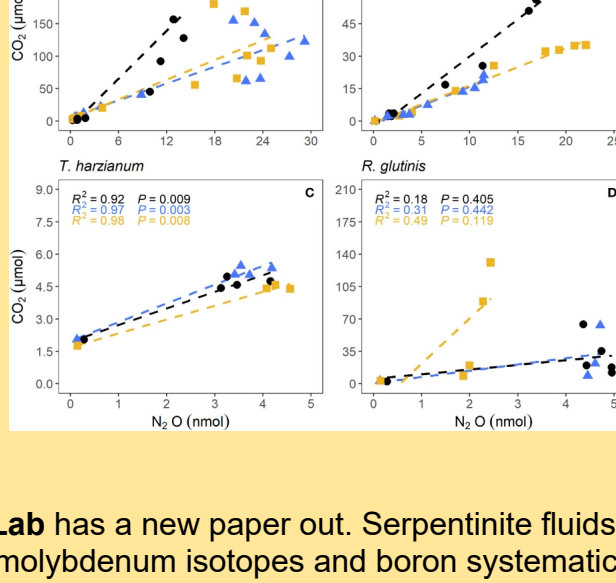 CO₂ (µmol)
150
100
50
0
0 6 12 18 24 30
45
30
15
0
0 5 10 15 20 25
T. harzianum
R. glutinis
C
R² = 0.92 P = 0.009
R² = 0.97 P = 0.003
R² = 0.98 P = 0.008
CO₂ (µmol)
9.0
7.5
6.0
4.5
3.0
1.5
0.0
0 1 2 3 4 5
N₂ O (nmol)
D
R² = 0.18 P = 0.405
R² = 0.31 P = 0.442
R² = 0.49 P = 0.119
210
175
140
105
70
35
0
0 1 2 3 4 5
N₂ O (nmol)
Lab has a new paper out. Serpentinite fluids
molybdenum isotopes and boron systematic